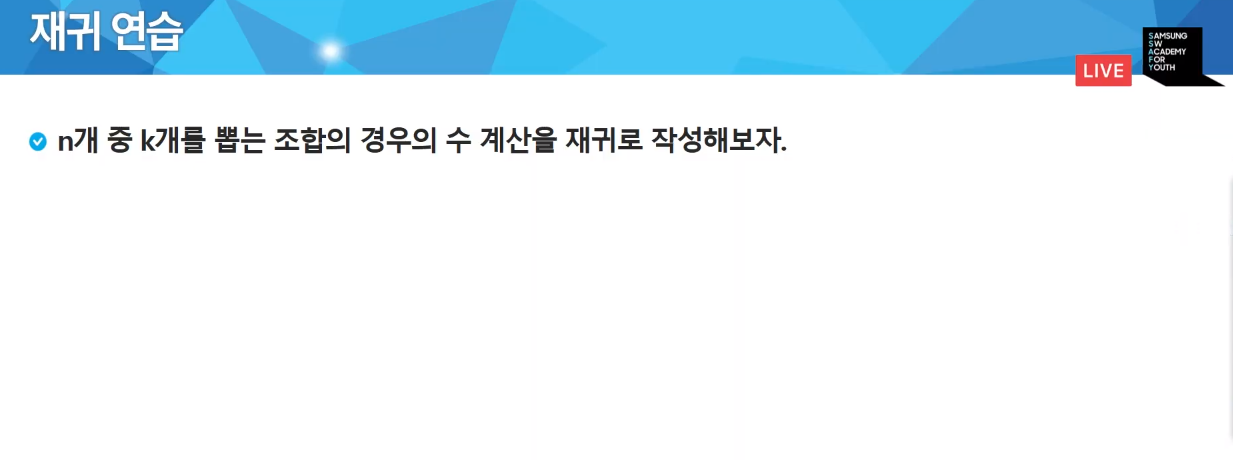 재귀 연습
LIVE
SAMSUNG
SW
ACADEMY
FOR
YOUTH
n개 중 k개를 뽑는 조합의 경우의 수 계산을 재귀로 작성해보자.